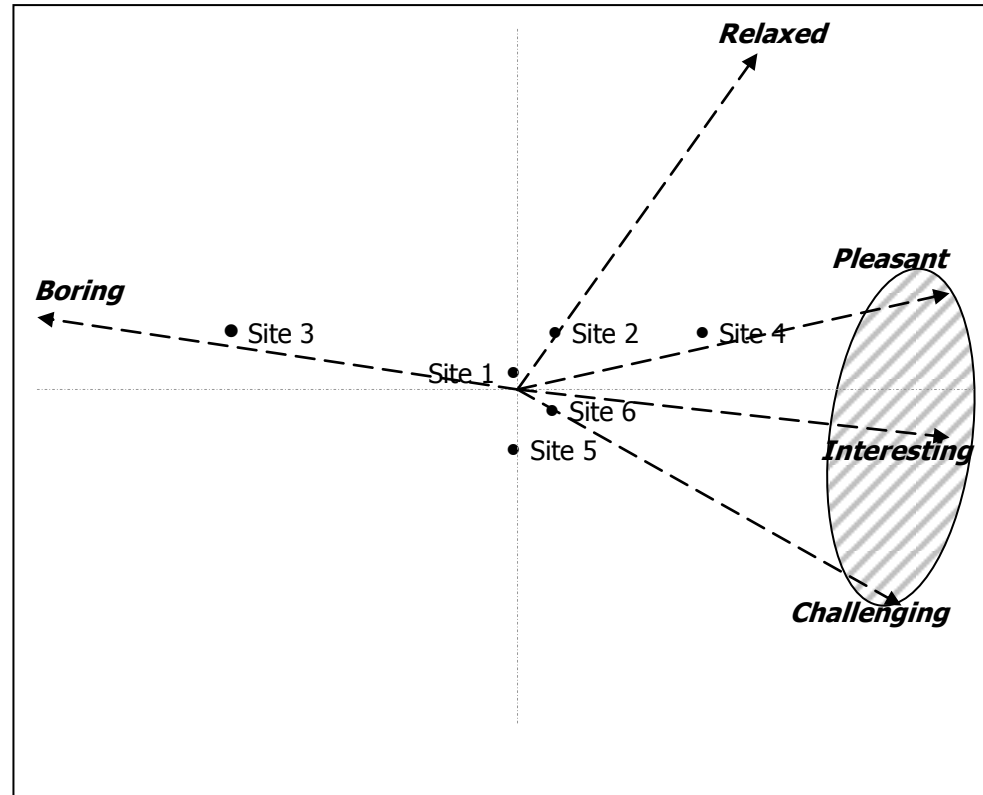 Relaxed
Pleasant
Boring
Site 3
Site 2
Site 4
Site 1
Site 6
Site 5
Interesting
Challenging